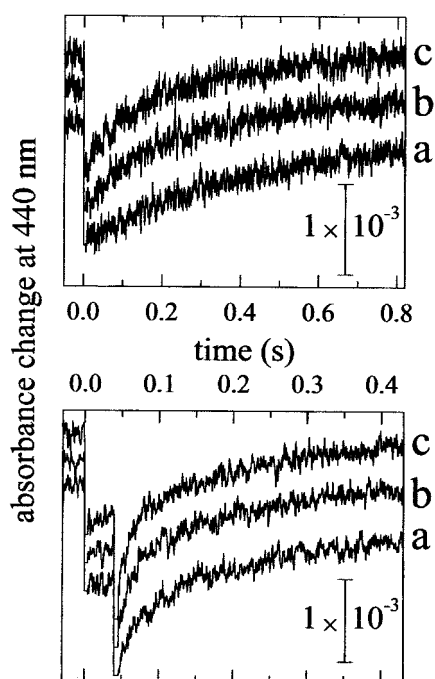 absorbance change at 440 nm
c
b
a
1 × 10⁻³
0.0 0.2 0.4 0.6 0.8
time (s)
0.0 0.1 0.2 0.3 0.4
c
b
a
1 × 10⁻³